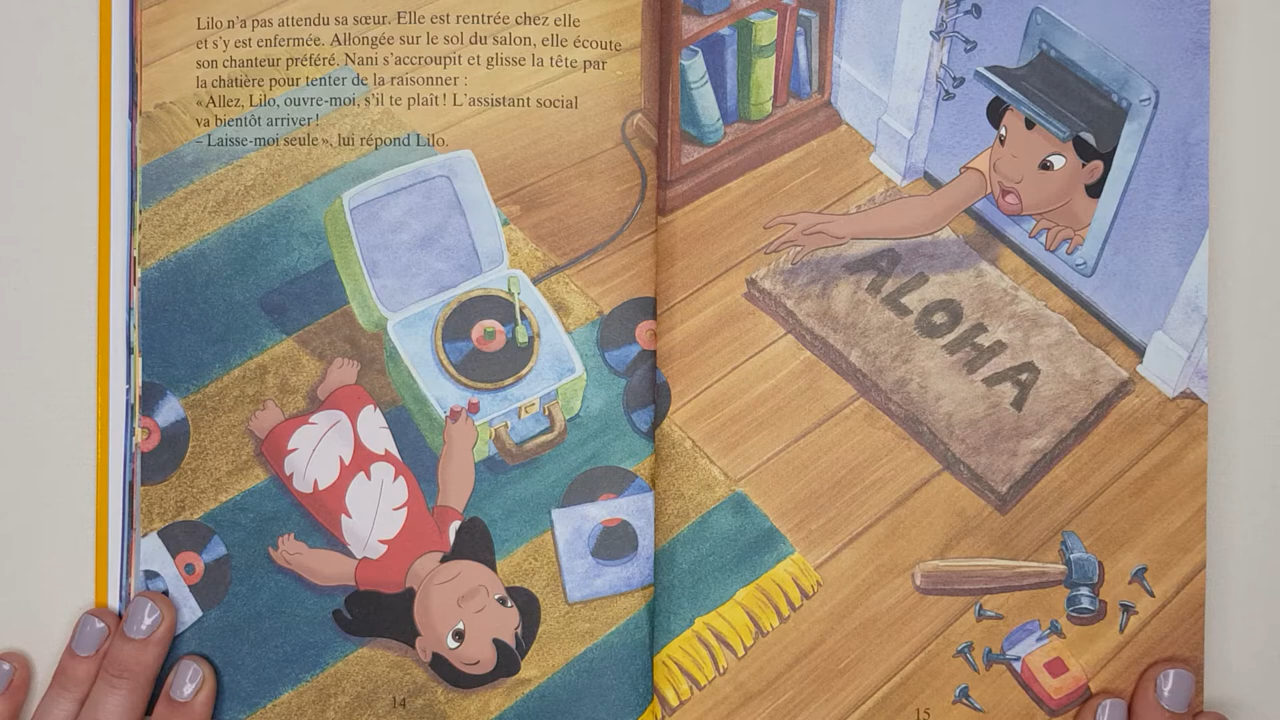 Lilo n'a pas attendu sa sœur. Elle est rentrée chez elle
et s'y est enfermée. Allongée sur le sol du salon, elle écoute
son chanteur préféré. Nani s'accroupit et glisse la tête par
la chatière pour tenter de la raisonner :
« Allez, Lilo, ouvre-moi, s'il te plaît ! L'assistant social
va bientôt arriver !
– Laisse-moi seule », lui répond Lilo.
ALOHA
14
15